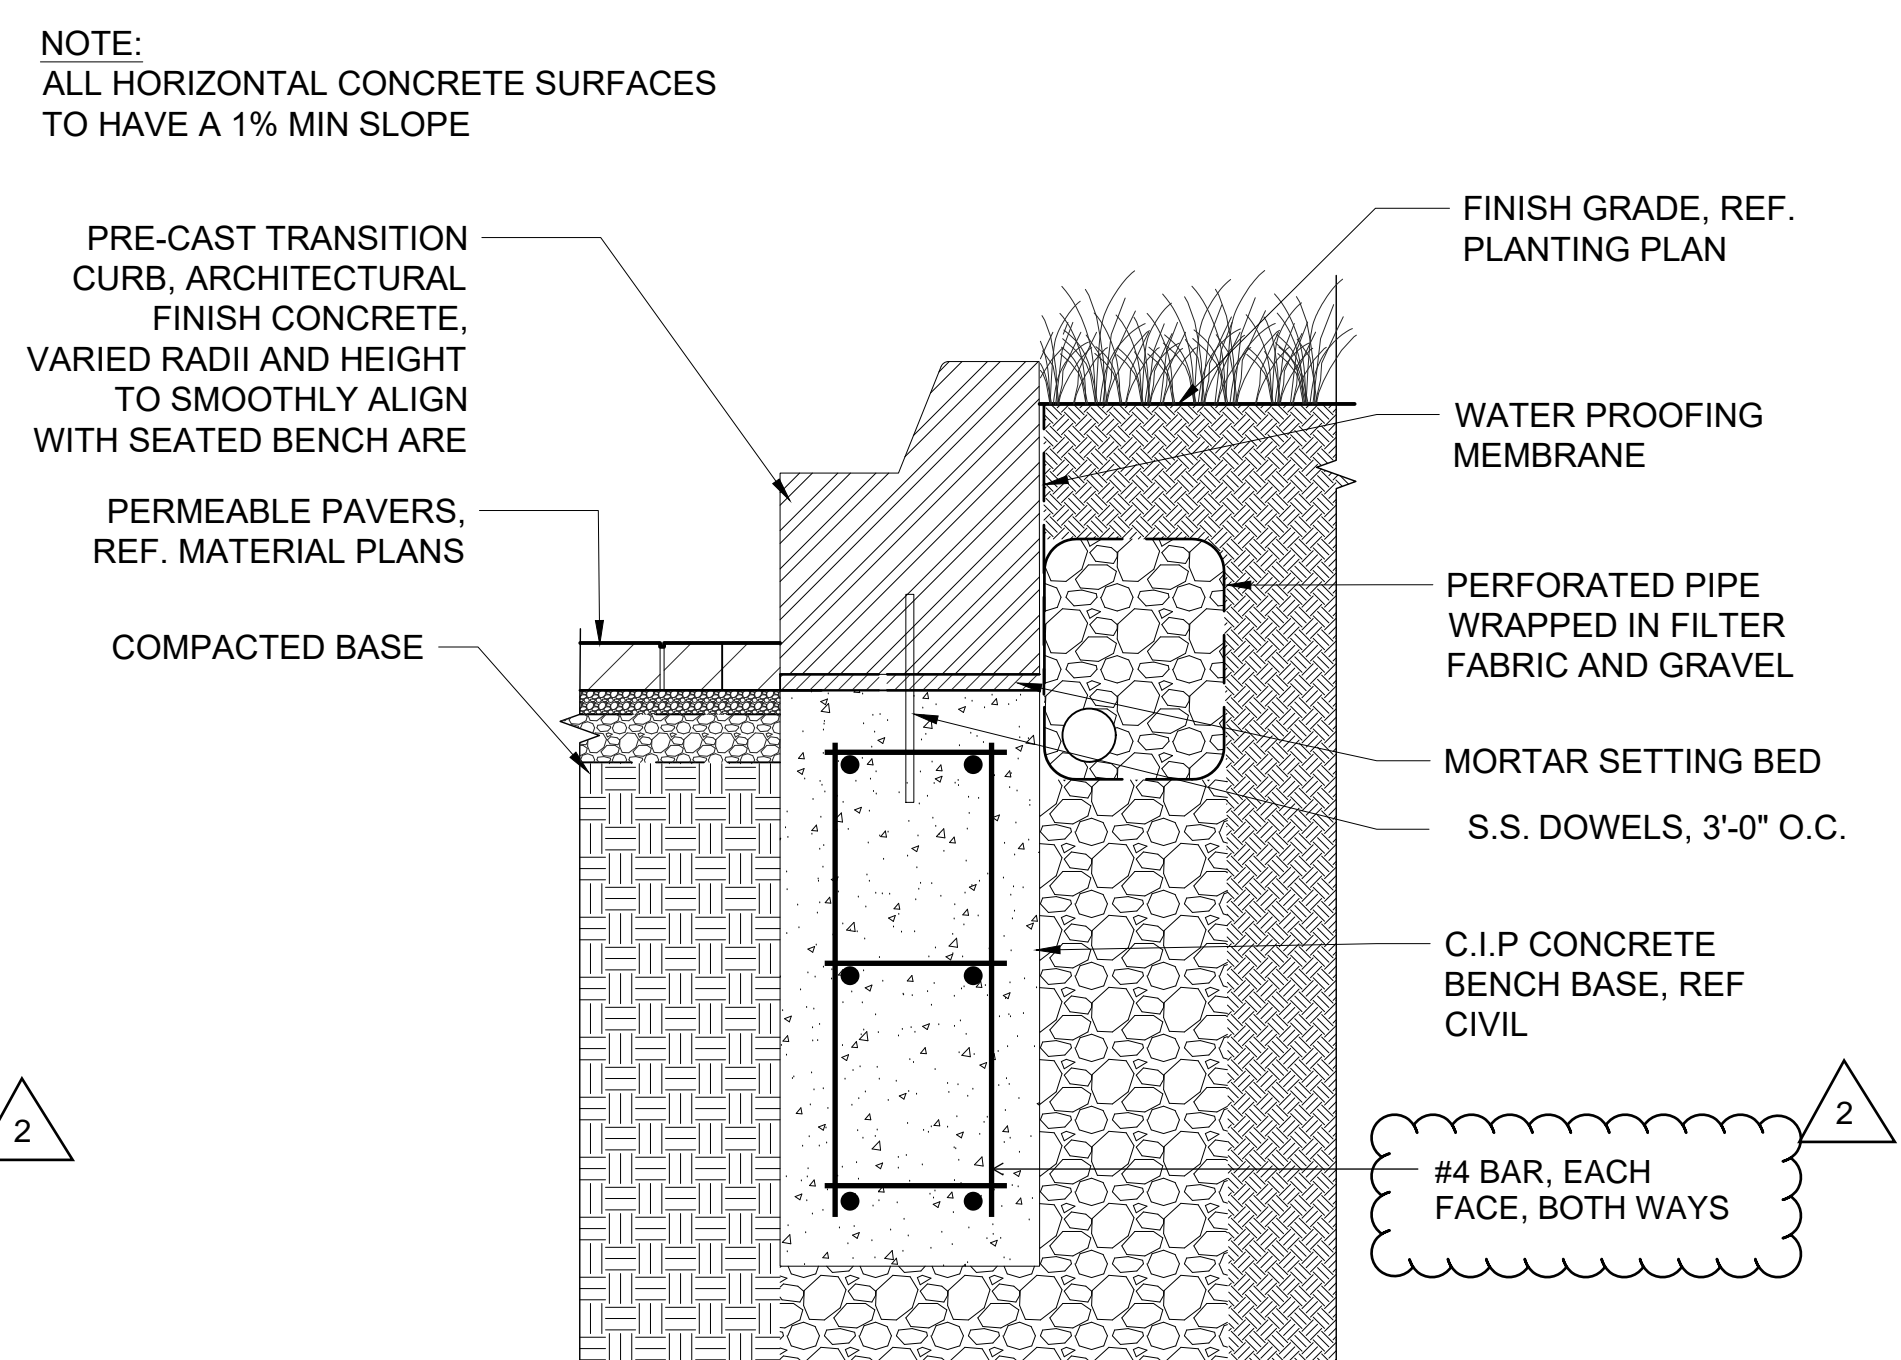 NOTE:
ALL HORIZONTAL CONCRETE SURFACES
TO HAVE A 1% MIN SLOPE
PRE-CAST TRANSITION
CURB, ARCHITECTURAL
FINISH CONCRETE,
VARIED RADII AND HEIGHT
TO SMOOTHLY ALIGN
WITH SEATED BENCH ARE
PERMEABLE PAVERS,
REF. MATERIAL PLANS
COMPACTED BASE
2
FINISH GRADE, REF.
PLANTING PLAN
WATER PROOFING
MEMBRANE
PERFORATED PIPE
WRAPPED IN FILTER
FABRIC AND GRAVEL
MORTAR SETTING BED
S.S. DOWELS, 3'-0" O.C.
C.I.P CONCRETE
BENCH BASE, REF
CIVIL
2
#4 BAR, EACH
FACE, BOTH WAYS